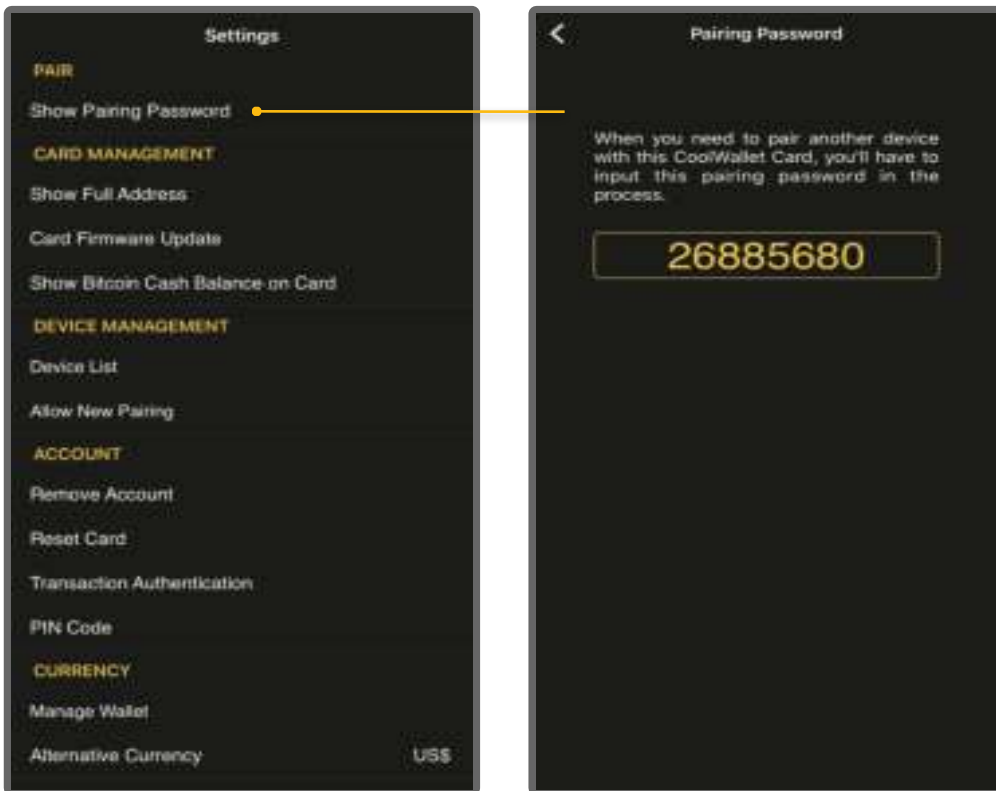 Settings
PAIR
Show Pairing Password
CARD MANAGEMENT
Show Full Address
Card Firmware Update
Show Bitcoin Cash Balance on Card
DEVICE MANAGEMENT
Device List
Allow New Pairing
ACCOUNT
Remove Account
Reset Card
Transaction Authentication
PIN Code
CURRENCY
Manage Wallet
Alternative Currency US$
Pairing Password
When you need to pair another device
with this CoolWallet Card, you'll have to
input this pairing password in the
process.
26885680